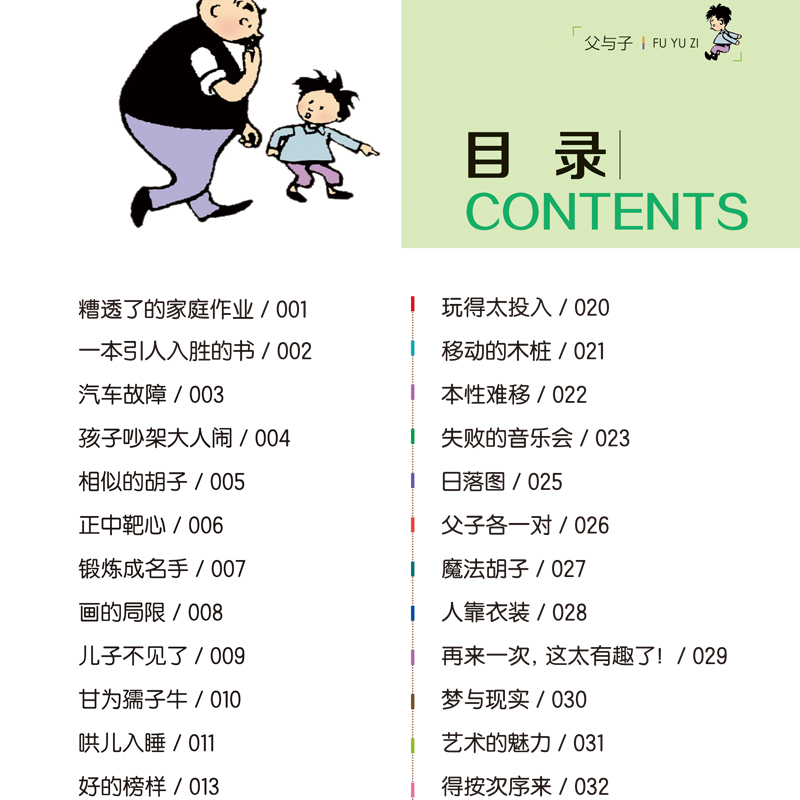 父与子 | FU YU ZI
目 录
CONTENTS
糟透了的家庭作业 / 001
一本引人入胜的书 / 002
汽车故障 / 003
孩子吵架大人闹 / 004
相似的胡子 / 005
正中靶心 / 006
锻炼成名手 / 007
画的局限 / 008
儿子不见了 / 009
甘为孺子牛 / 010
哄儿入睡 / 011
好的榜样 / 013
玩得太投入 / 020
移动的木桩 / 021
本性难移 / 022
失败的音乐会 / 023
日落图 / 025
父子各一对 / 026
魔法胡子 / 027
人靠衣装 / 028
再来一次, 这太有趣了! / 029
梦与现实 / 030
艺术的魅力 / 031
得按次序来 / 032